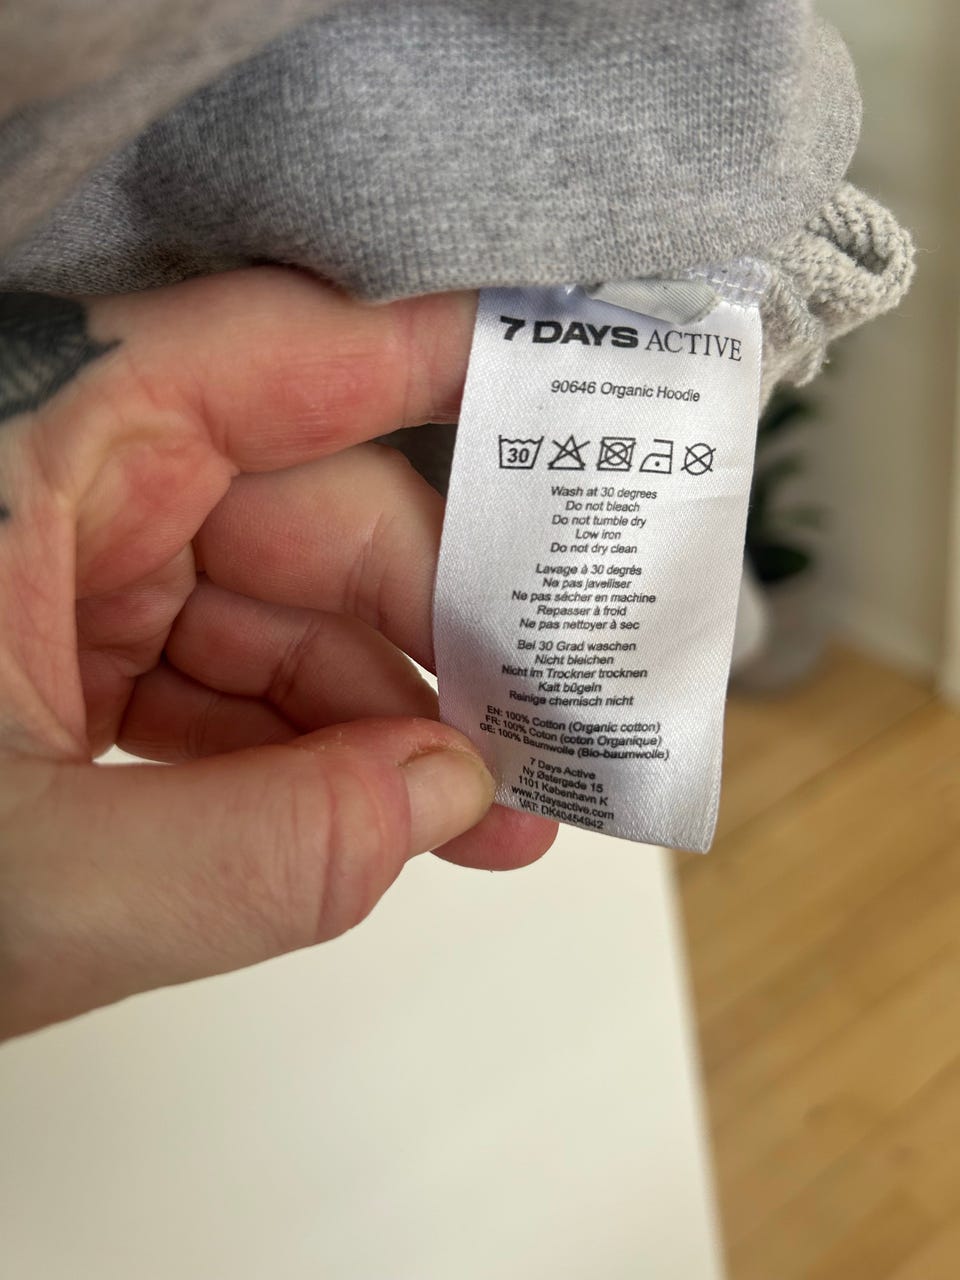 7 DAYS ACTIVE
90646 Organic Hoodie
30
Wash at 30 degrees
Do not bleach
Do not tumble dry
Low iron
Do not dry clean
Lavage à 30 degrés
Ne pas javelliser
Ne pas sécher en machine
Repasser à froid
Ne pas nettoyer à sec
Bei 30 Grad waschen
Nicht bleichen
Nicht im Trockner trocknen
Kalt bügeln
Reinige chemisch nicht
EN: 100% Cotton (Organic cotton)
FR: 100% Coton (coton Organique)
GE: 100% Baumwolle (Bio-baumwolle)
7 Days Active
Ny Østergade 15
1101 København K
www.7daysactive.com
VAT: DK40454942